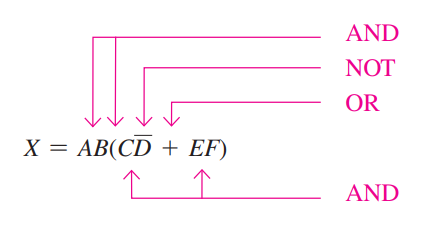 AND
NOT
OR
X = AB(CD̅ + EF)
AND